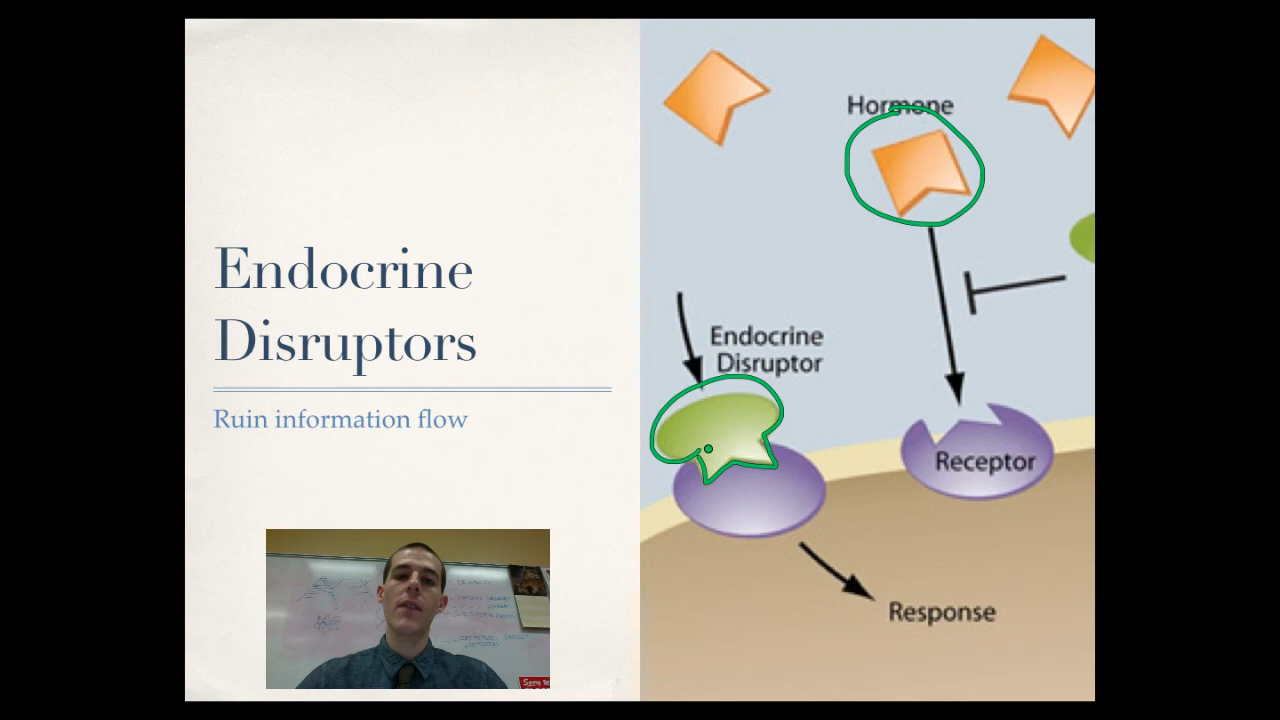 Endocrine
Disruptors
Ruin information flow
Hormone
Endocrine
Disruptor
Receptor
Response